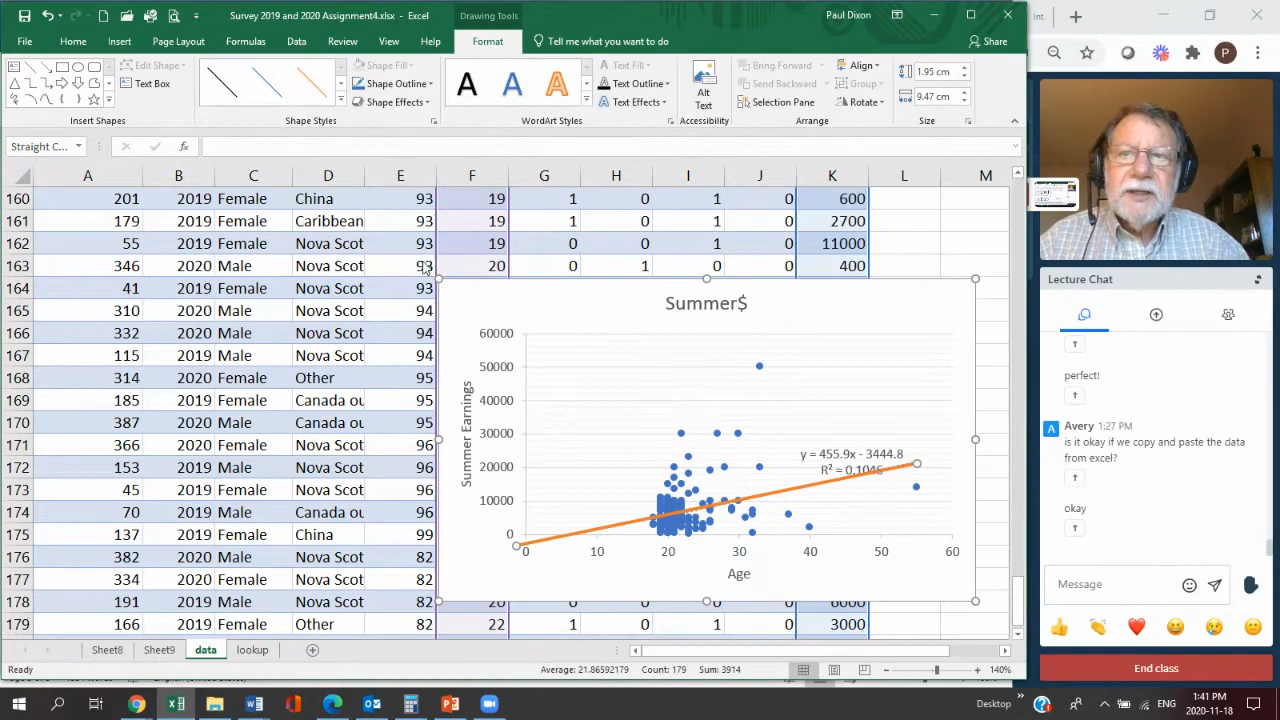 Survey 2019 and 2020 Assignment4.xlsx - Excel
Drawing Tools
Paul Dixon
File Home Insert Page Layout Formulas Data Review View Help Format Tell me what you want to do Share
Edit Shape
Text Box
Insert Shapes
Shape Fill
Shape Outline
Shape Effects
Shape Styles
A A A
Text Fill
Text Outline
Text Effects
WordArt Styles
Alt
Text
Accessibility
Bring Forward
Send Backward
Selection Pane
Align
Group
Rotate
Arrange
1.95 cm
9.47 cm
Size
Straight C...
fx
A B C D E F G H I J K L M
160 201 2019 Female China 93 19 1 0 1 0 600
161 179 2019 Female Caribbean 93 19 1 0 1 0 2700
162 55 2019 Female Nova Scot 93 19 0 0 1 0 11000
163 346 2020 Male Nova Scot 93 20 0 1 0 0 400
164 41 2019 Female Nova Scot 93
165 310 2020 Male Nova Scot 94
166 332 2020 Male Nova Scot 94
167 115 2019 Male Nova Scot 94
168 314 2020 Female Other 95
169 185 2019 Female Canada ou 95
170 387 2020 Male Canada ou 95
171 366 2020 Female Nova Scot 96
172 153 2019 Male Nova Scot 96
173 45 2019 Female Nova Scot 96
174 70 2019 Male Canada ou 96
175 137 2019 Female China 99
176 382 2020 Male Nova Scot 82
177 334 2020 Female Nova Scot 82
178 191 2019 Male Nova Scot 82 20 0 0 0 0 6000
179 166 2019 Female Other 82 22 1 0 1 0 3000
Summer$
Summer Earnings
60000
50000
40000
30000
20000
10000
0
y = 455.9x - 3444.8
R² = 0.1046
0 10 20 30 40 50 60
Age
Sheet8 Sheet9 data lookup
Ready
Average: 21.86592179 Count: 179 Sum: 3914
140%
Int
P
Lecture Chat
perfect!
A Avery 1:27 PM
is it okay if we copy and paste the data
from excel?
okay
Message
End class
Desktop
ENG
1:41 PM
2020-11-18